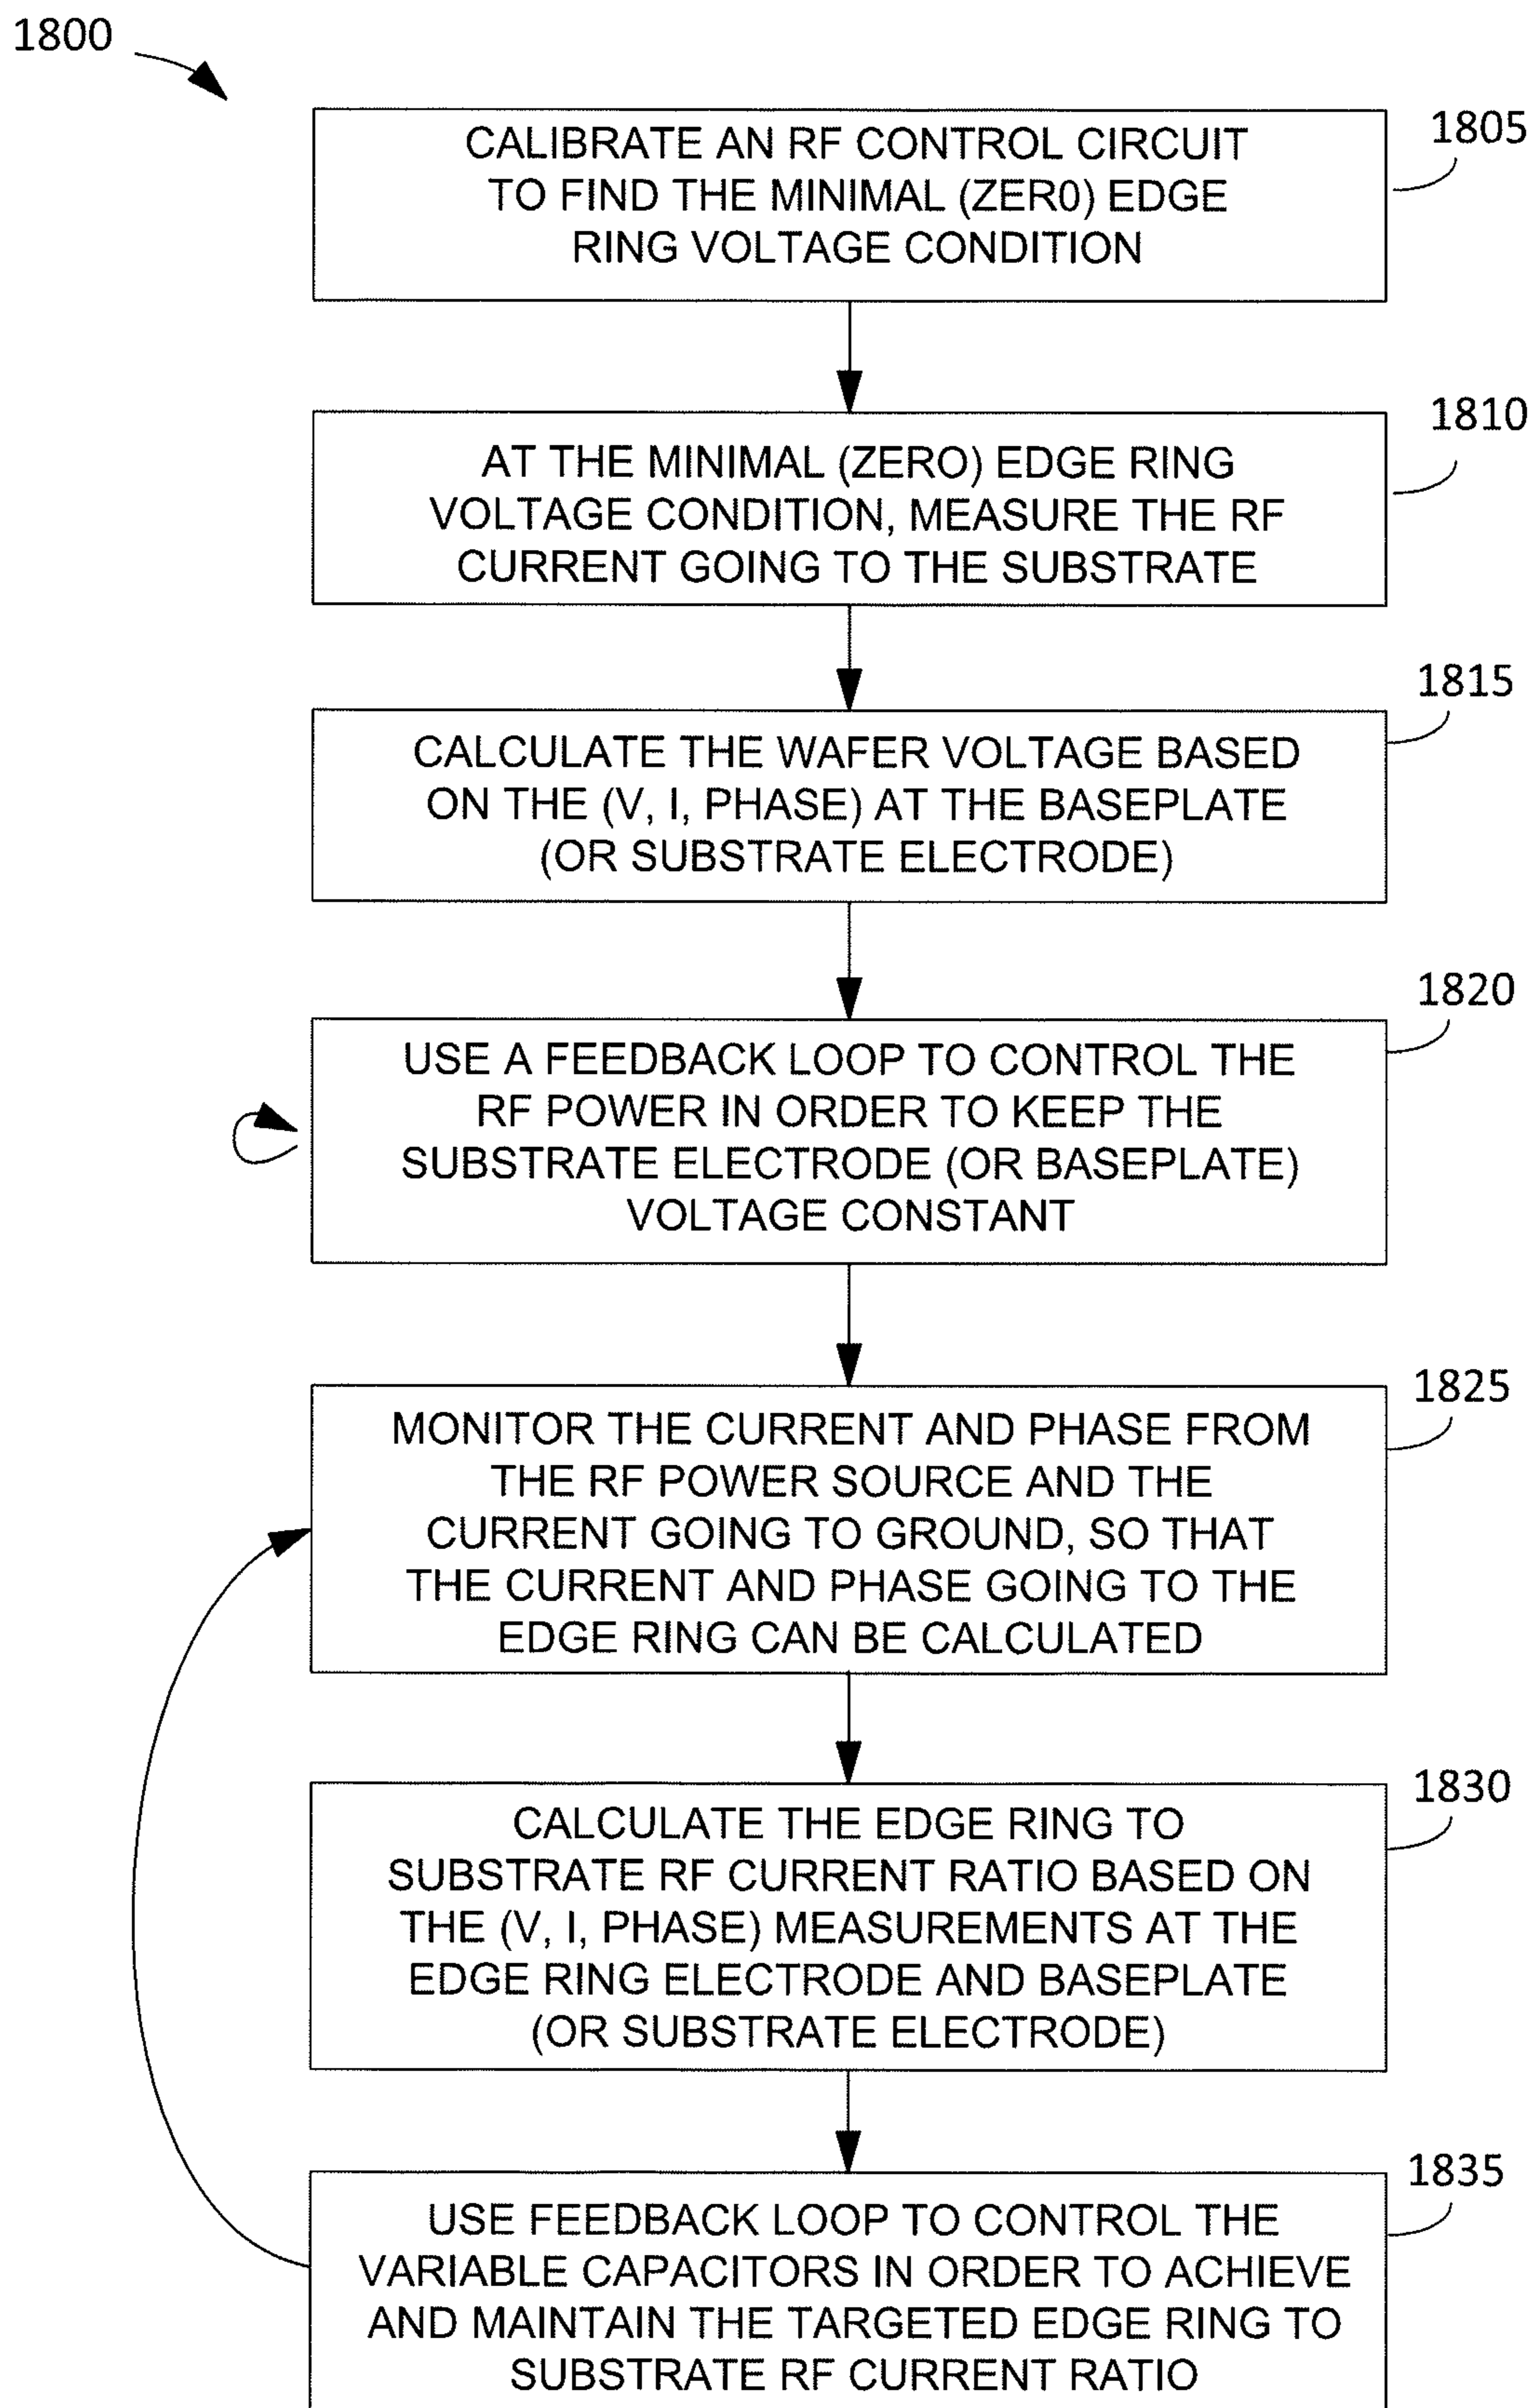 1800
CALIBRATE AN RF CONTROL CIRCUIT
TO FIND THE MINIMAL (ZER0) EDGE
RING VOLTAGE CONDITION
1805
AT THE MINIMAL (ZERO) EDGE RING
VOLTAGE CONDITION, MEASURE THE RF
CURRENT GOING TO THE SUBSTRATE
1810
CALCULATE THE WAFER VOLTAGE BASED
ON THE (V, I, PHASE) AT THE BASEPLATE
(OR SUBSTRATE ELECTRODE)
1815
USE A FEEDBACK LOOP TO CONTROL THE
RF POWER IN ORDER TO KEEP THE
SUBSTRATE ELECTRODE (OR BASEPLATE)
VOLTAGE CONSTANT
1820
MONITOR THE CURRENT AND PHASE FROM
THE RF POWER SOURCE AND THE
CURRENT GOING TO GROUND, SO THAT
THE CURRENT AND PHASE GOING TO THE
EDGE RING CAN BE CALCULATED
1825
CALCULATE THE EDGE RING TO
SUBSTRATE RF CURRENT RATIO BASED ON
THE (V, I, PHASE) MEASUREMENTS AT THE
EDGE RING ELECTRODE AND BASEPLATE
(OR SUBSTRATE ELECTRODE)
1830
USE FEEDBACK LOOP TO CONTROL THE
VARIABLE CAPACITORS IN ORDER TO ACHIEVE
AND MAINTAIN THE TARGETED EDGE RING TO
SUBSTRATE RF CURRENT RATIO
1835